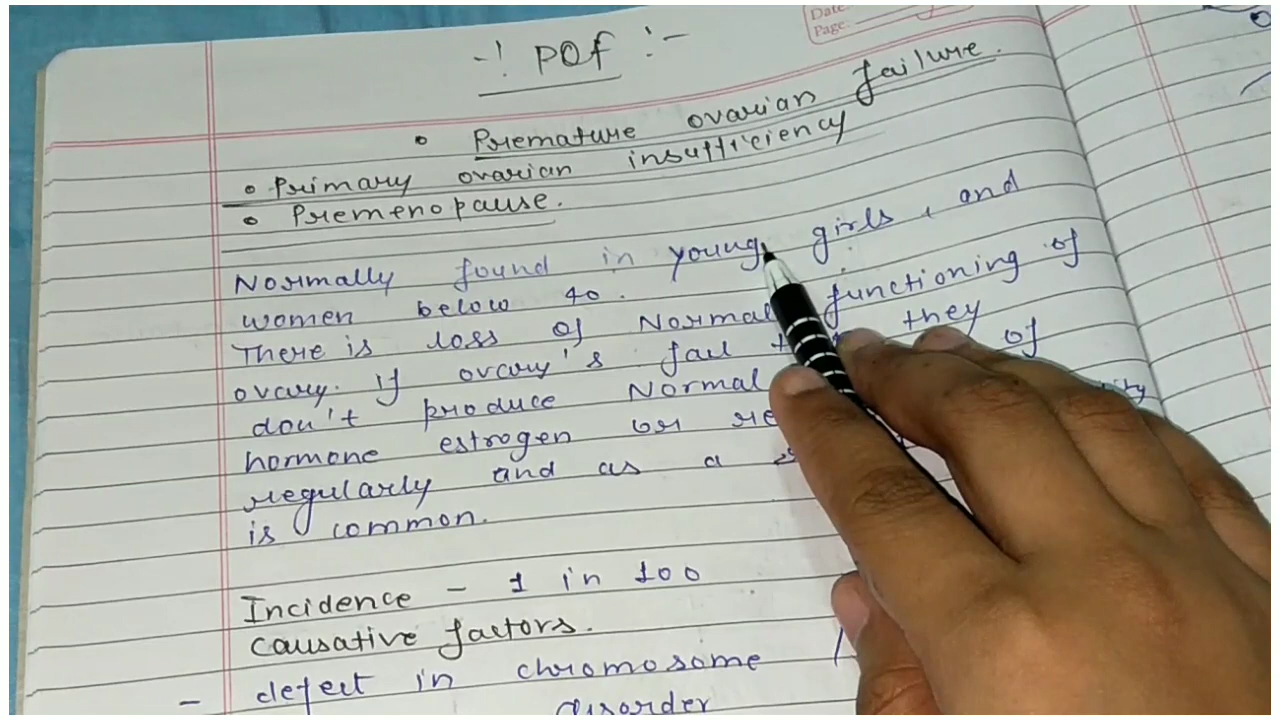 Date:
Page:
-! POf :-
• Premature ovarian failure.
• Primary ovarian insufficiency
• Premenopause.
Normally found in young girls, and
women below 40.
There is loss of Normal functioning of
ovary. If ovary's fail they
don't produce Normal of
hormone estrogen or
regularly and as a
is common.
Incidence - 1 in 100
Causative factors.
- defect in chromosome
disorder